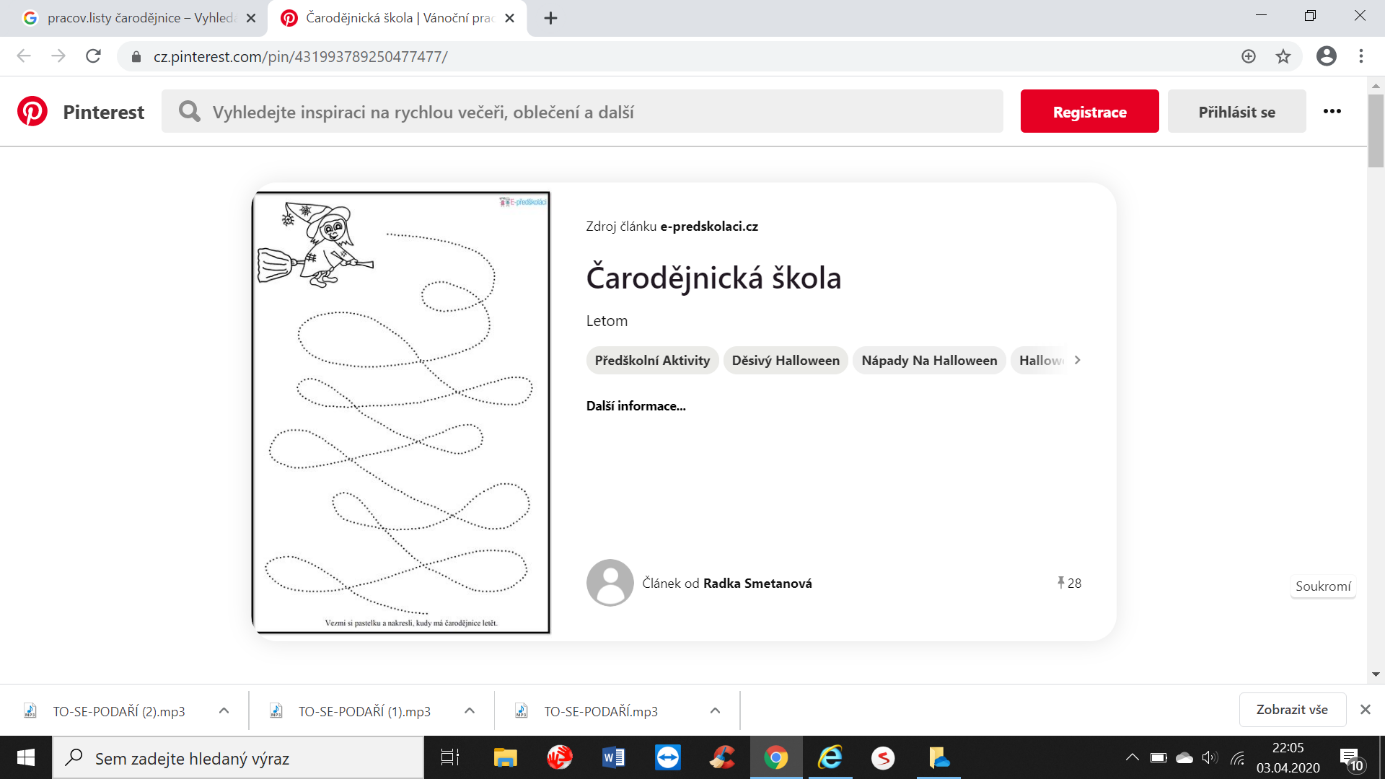 pracov.listy čarodějnice – Vyhledá
Čarodějnická škola | Vánoční prac
cz.pinterest.com/pin/431993789250477477/
Pinterest
Vyhledejte inspiraci na rychlou večeři, oblečení a další
Registrace
Přihlásit se
E-předškoláci
Zdroj článku e-predskolaci.cz
Čarodějnická škola
Letom
Předškolní Aktivity
Děsivý Halloween
Nápady Na Halloween
Hallow
Další informace...
Článek od Radka Smetanová
28
Soukromí
Vezmi si pastelku a nakresli, kudy má čarodějnice letět.
TO-SE-PODAŘÍ (2).mp3
TO-SE-PODAŘÍ (1).mp3
TO-SE-PODAŘÍ.mp3
Zobrazit vše
Sem zadejte hledaný výraz
22:05
03.04.2020
10